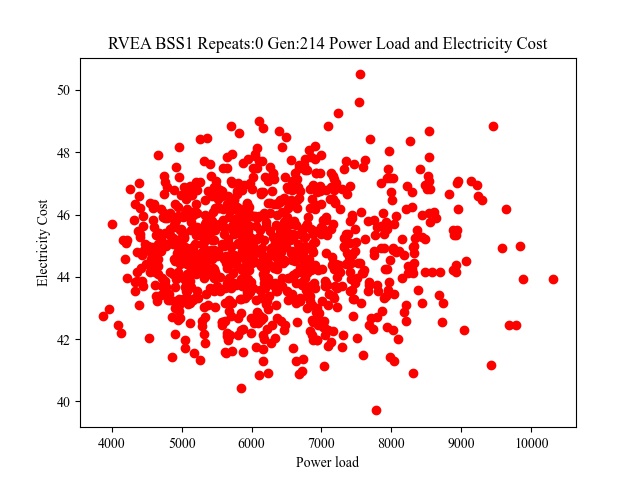 RVEA BSS1 Repeats:0 Gen:214 Power Load and Electricity Cost
Electricity Cost
50
48
46
44
42
40
4000 5000 6000 7000 8000 9000 10000
Power load